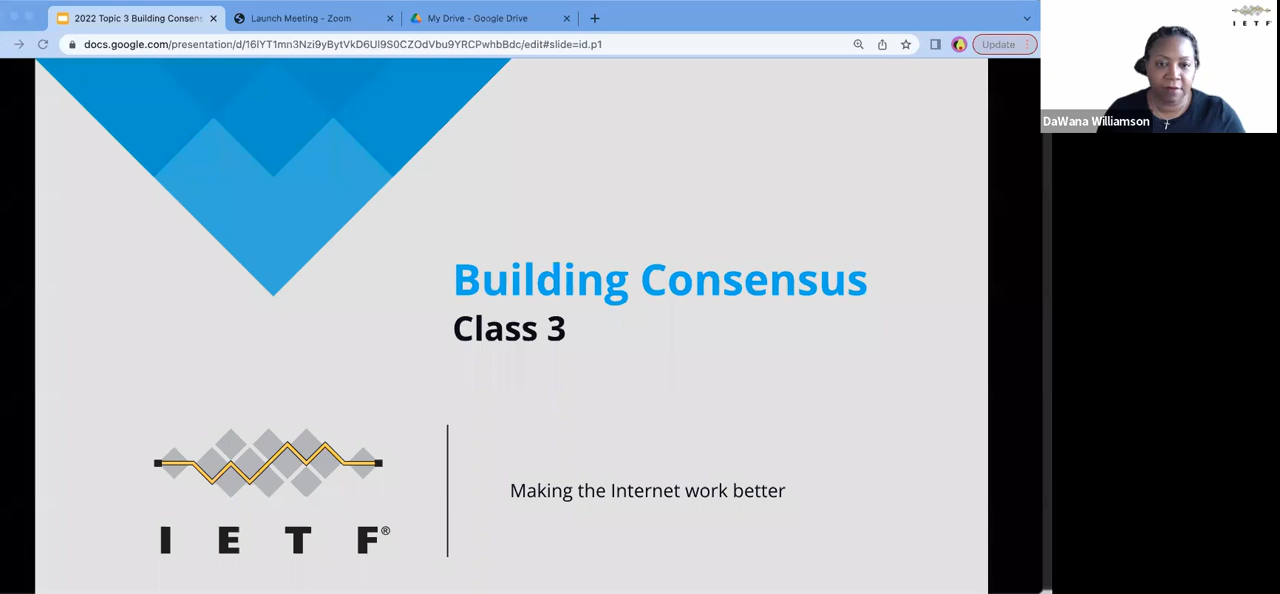 2022 Topic 3 Building Consens
Launch Meeting - Zoom
My Drive - Google Drive
docs.google.com/presentation/d/16lYT1mn3Nzi9yBytVkD6Ul9S0CZOdVbu9YRCPwhbBdc/edit#slide=id.p1
Update
I E T F
DaWana Williamson
Building Consensus
Class 3
Making the Internet work better
I E T F®